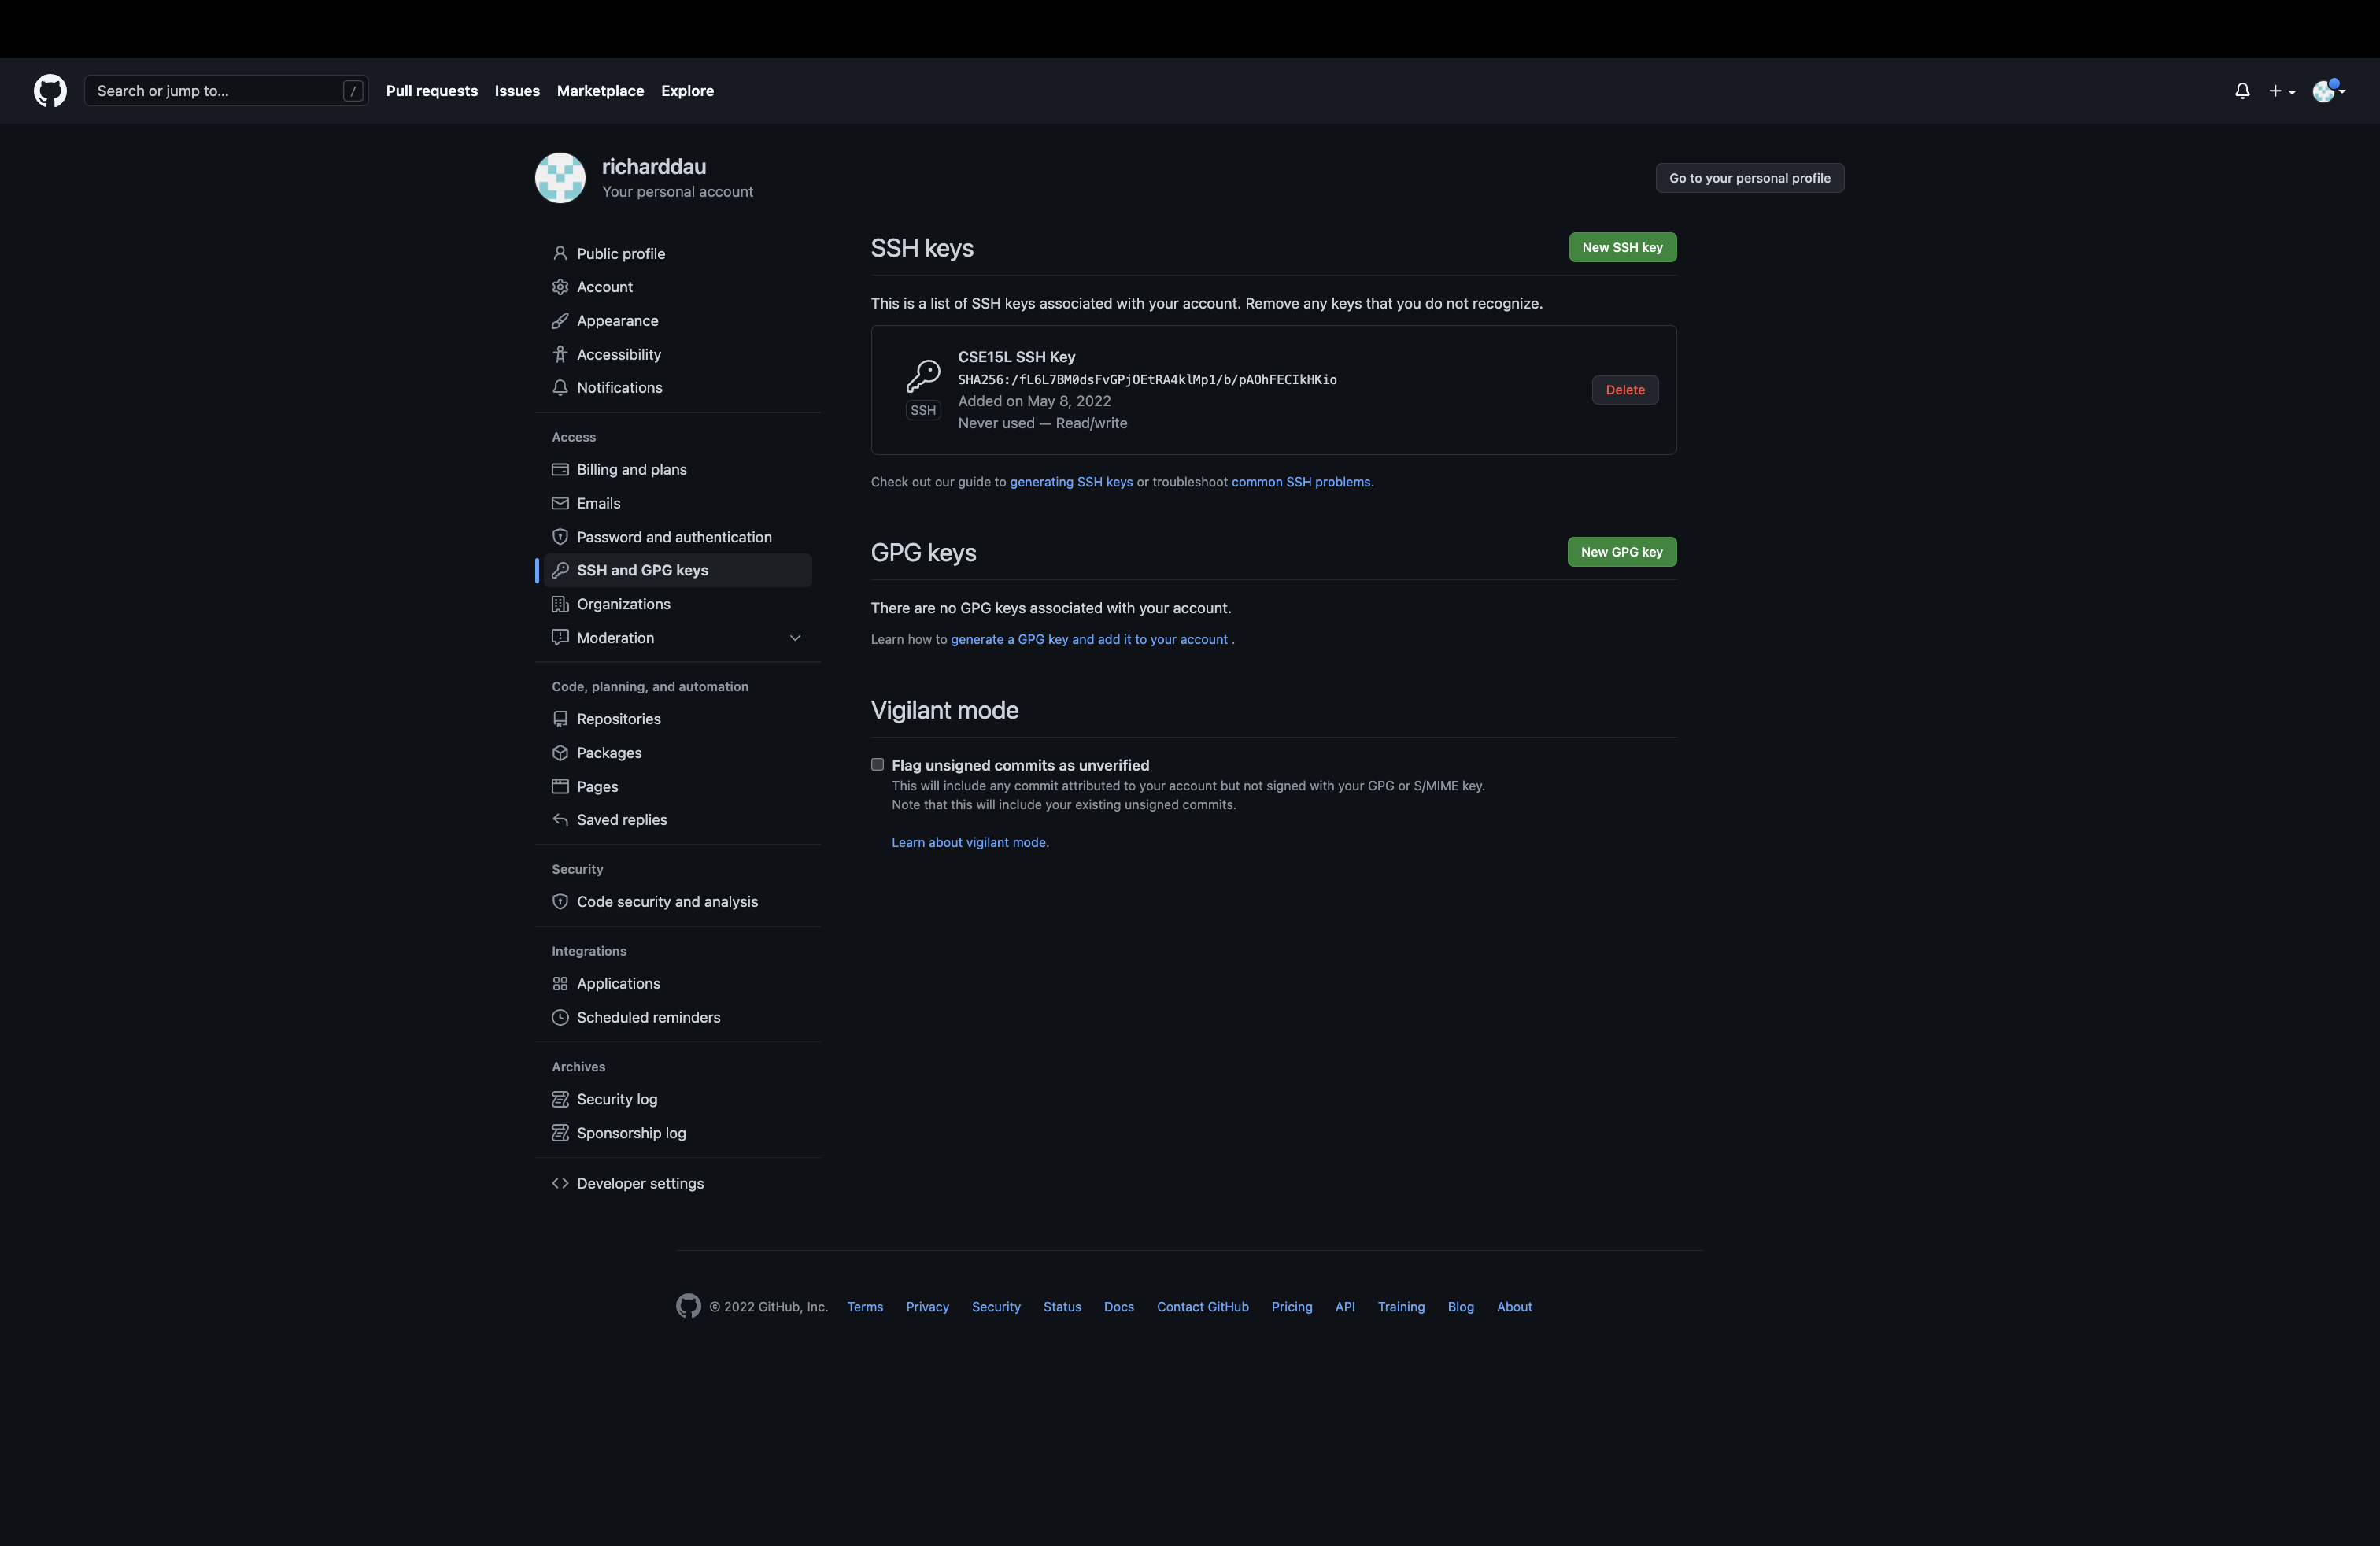 Search or jump to...
/
Pull requests
Issues
Marketplace
Explore
richarddau
Your personal account
Go to your personal profile
Public profile
Account
Appearance
Accessibility
Notifications
Access
Billing and plans
Emails
Password and authentication
SSH and GPG keys
Organizations
Moderation
Code, planning, and automation
Repositories
Packages
Pages
Saved replies
Security
Code security and analysis
Integrations
Applications
Scheduled reminders
Archives
Security log
Sponsorship log
Developer settings
SSH keys
New SSH key
This is a list of SSH keys associated with your account. Remove any keys that you do not recognize.
SSH
CSE15L SSH Key
SHA256:/fL6L7BM0dsFvGPjOEtRA4klMp1/b/pAOhFECIkHKio
Added on May 8, 2022
Never used — Read/write
Delete
Check out our guide to generating SSH keys or troubleshoot common SSH problems.
GPG keys
New GPG key
There are no GPG keys associated with your account.
Learn how to generate a GPG key and add it to your account .
Vigilant mode
Flag unsigned commits as unverified
This will include any commit attributed to your account but not signed with your GPG or S/MIME key.
Note that this will include your existing unsigned commits.
Learn about vigilant mode.
© 2022 GitHub, Inc.
Terms
Privacy
Security
Status
Docs
Contact GitHub
Pricing
API
Training
Blog
About